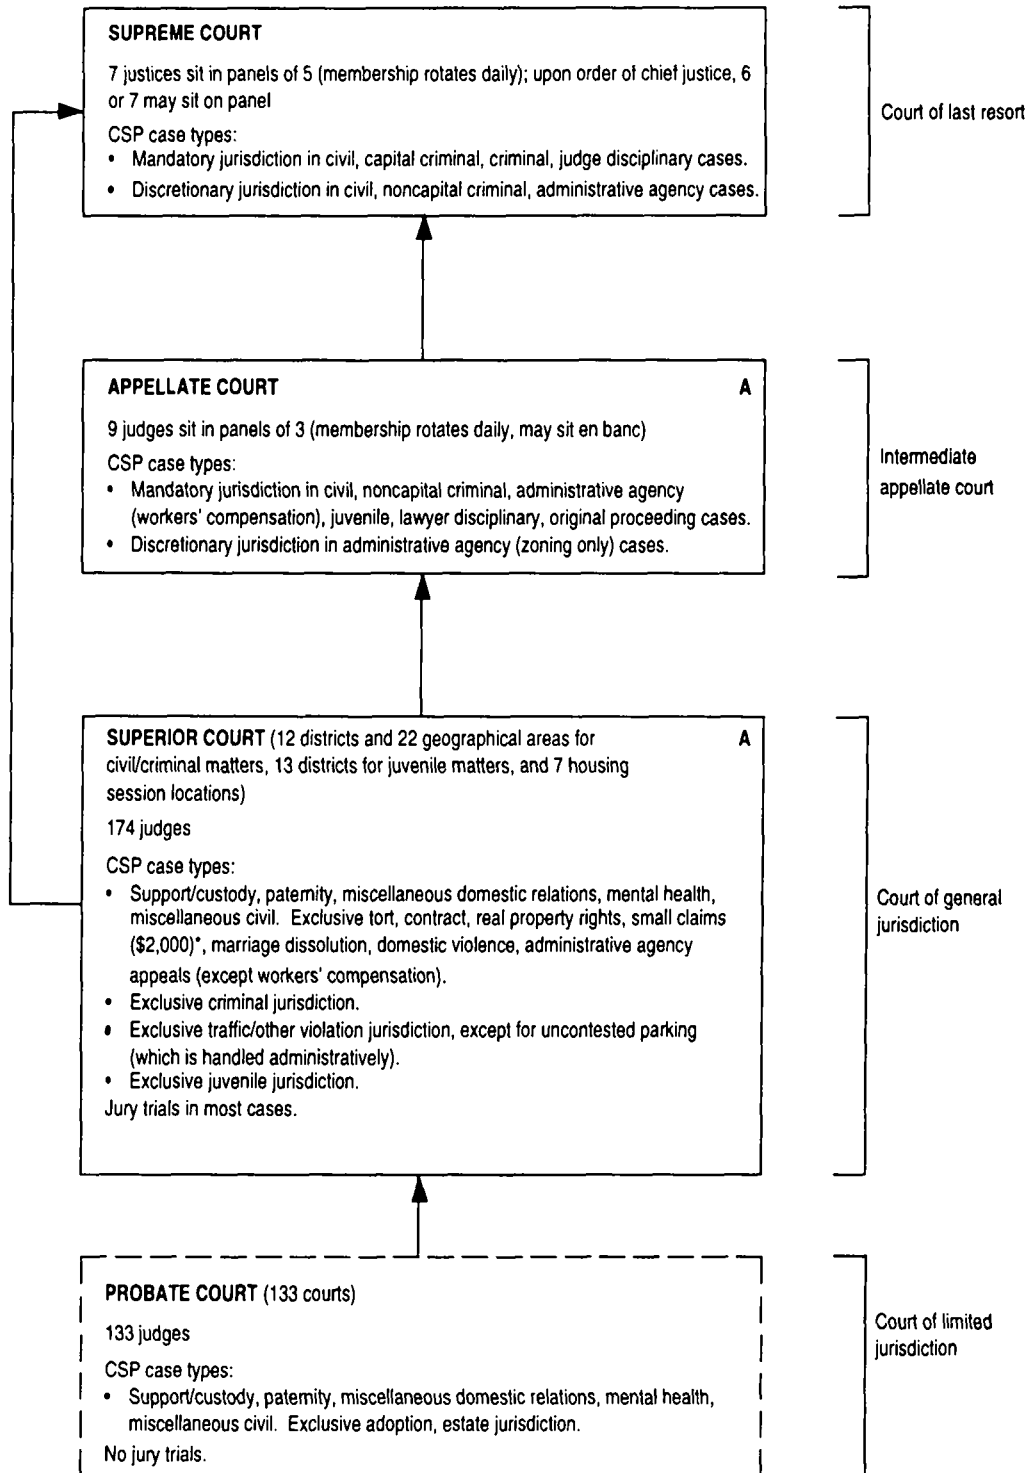 SUPREME COURT
7 justices sit in panels of 5 (membership rotates daily); upon order of chief justice, 6
or 7 may sit on panel
CSP case types:
• Mandatory jurisdiction in civil, capital criminal, criminal, judge disciplinary cases.
• Discretionary jurisdiction in civil, noncapital criminal, administrative agency cases.
Court of last resort
APPELLATE COURT A
9 judges sit in panels of 3 (membership rotates daily, may sit en banc)
CSP case types:
• Mandatory jurisdiction in civil, noncapital criminal, administrative agency
(workers' compensation), juvenile, lawyer disciplinary, original proceeding cases.
• Discretionary jurisdiction in administrative agency (zoning only) cases.
Intermediate
appellate court
SUPERIOR COURT (12 districts and 22 geographical areas for A
civil/criminal matters, 13 districts for juvenile matters, and 7 housing
session locations)
174 judges
CSP case types:
• Support/custody, paternity, miscellaneous domestic relations, mental health,
miscellaneous civil. Exclusive tort, contract, real property rights, small claims
($2,000)*, marriage dissolution, domestic violence, administrative agency
appeals (except workers' compensation).
• Exclusive criminal jurisdiction.
• Exclusive traffic/other violation jurisdiction, except for uncontested parking
(which is handled administratively).
• Exclusive juvenile jurisdiction.
Jury trials in most cases.
Court of general
jurisdiction
PROBATE COURT (133 courts)
133 judges
CSP case types:
• Support/custody, paternity, miscellaneous domestic relations, mental health,
miscellaneous civil. Exclusive adoption, estate jurisdiction.
No jury trials.
Court of limited
jurisdiction